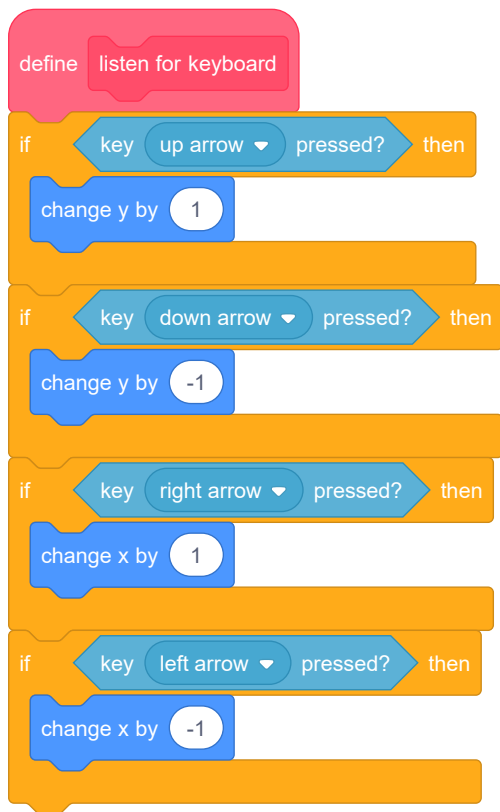 define listen for keyboard
if key up arrow pressed? then
change y by 1
if key down arrow pressed? then
change y by -1
if key right arrow pressed? then
change x by 1
if key left arrow pressed? then
change x by -1